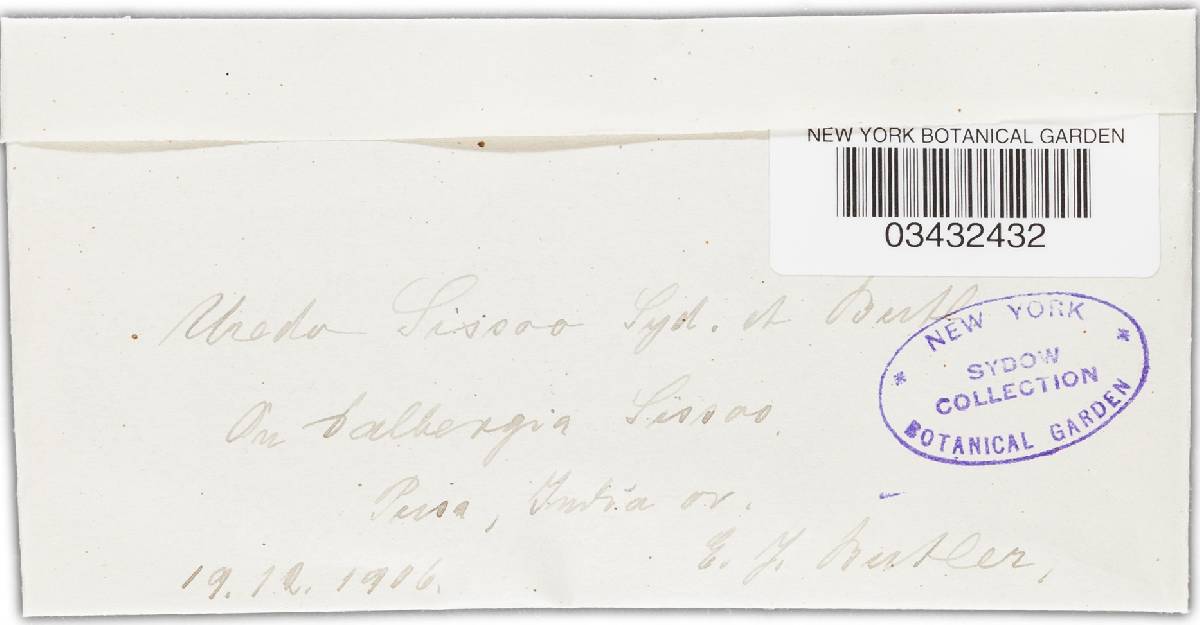 NEW YORK BOTANICAL GARDEN
03432432
Uredo Sissoo Syd. et Butler
NEW YORK
SYDOW
COLLECTION
BOTANICAL GARDEN
On Dalbergia Sissoo
Pusa, India or.
19.12.1906.
E. J. Butler,